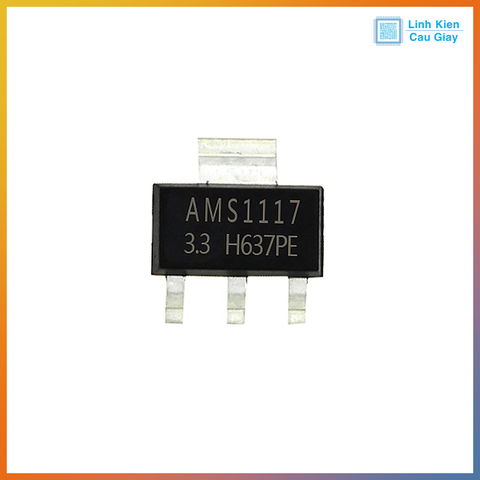 Linh Kien
Cau Giay
AMS1117
3.3 H637PE